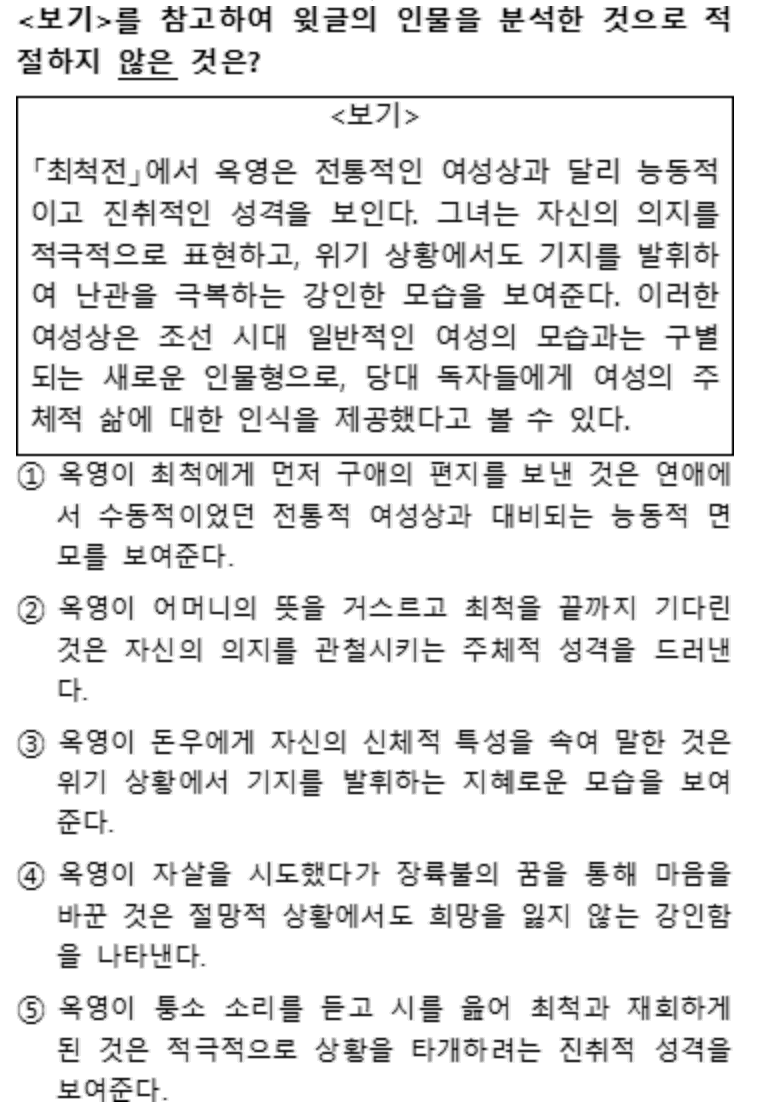 <보기>를 참고하여 윗글의 인물을 분석한 것으로 적
절하지 않은 것은?
<보기>
「최척전」에서 옥영은 전통적인 여성상과 달리 능동적
이고 진취적인 성격을 보인다. 그녀는 자신의 의지를
적극적으로 표현하고, 위기 상황에서도 기지를 발휘하
여 난관을 극복하는 강인한 모습을 보여준다. 이러한
여성상은 조선 시대 일반적인 여성의 모습과는 구별
되는 새로운 인물형으로, 당대 독자들에게 여성의 주
체적 삶에 대한 인식을 제공했다고 볼 수 있다.
① 옥영이 최척에게 먼저 구애의 편지를 보낸 것은 연애에
서 수동적이었던 전통적 여성상과 대비되는 능동적 면
모를 보여준다.
② 옥영이 어머니의 뜻을 거스르고 최척을 끝까지 기다린
것은 자신의 의지를 관철시키는 주체적 성격을 드러낸
다.
③ 옥영이 돈우에게 자신의 신체적 특성을 속여 말한 것은
위기 상황에서 기지를 발휘하는 지혜로운 모습을 보여
준다.
④ 옥영이 자살을 시도했다가 장륙불의 꿈을 통해 마음을
바꾼 것은 절망적 상황에서도 희망을 잃지 않는 강인함
을 나타낸다.
⑤ 옥영이 퉁소 소리를 듣고 시를 읊어 최척과 재회하게
된 것은 적극적으로 상황을 타개하려는 진취적 성격을
보여준다.